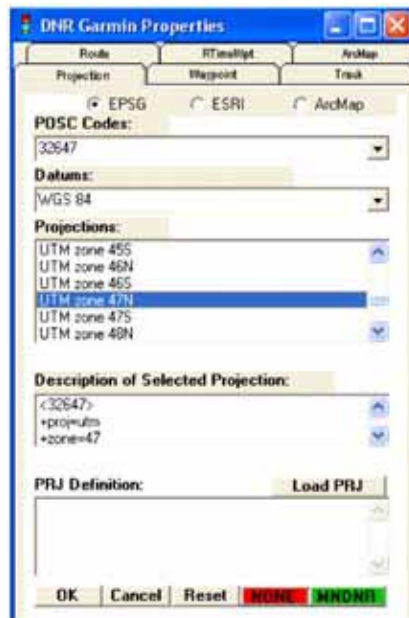 DNR Garmin Properties
Route RTimeWpt ArcMap
Projection Waypoint Track
EPSG ESRI ArcMap
POSC Codes:
32647
Datums:
WGS 84
Projections:
UTM zone 45S
UTM zone 46N
UTM zone 46S
UTM zone 47N
UTM zone 47S
UTM zone 48N
Description of Selected Projection:
<32647>
+proj=utm
+zone=47
PRJ Definition: Load PRJ
OK Cancel Reset NONE MNDNR